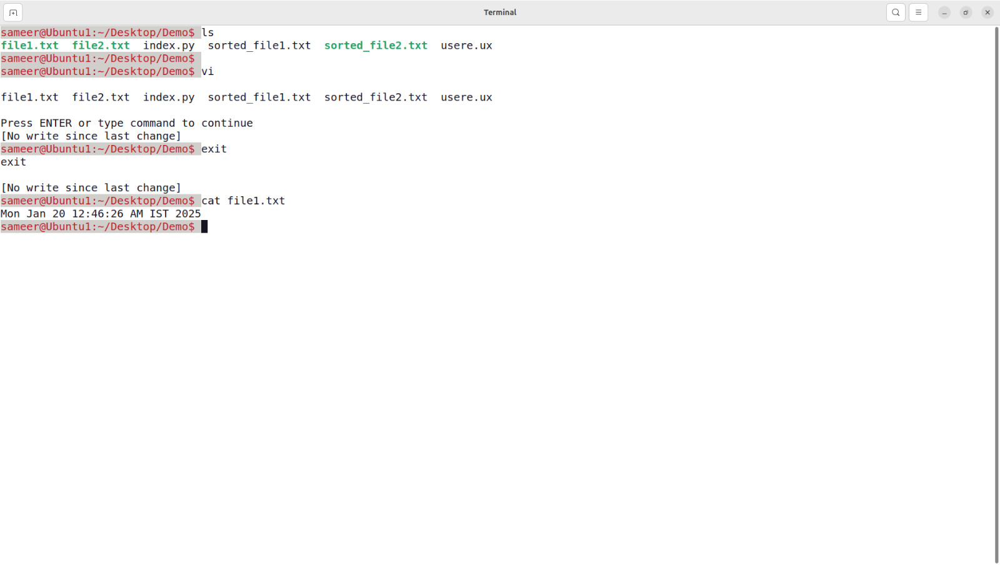 Terminal
sameer@Ubuntu1:~/Desktop/Demo$ ls
file1.txt  file2.txt  index.py  sorted_file1.txt  sorted_file2.txt  usere.ux
sameer@Ubuntu1:~/Desktop/Demo$
sameer@Ubuntu1:~/Desktop/Demo$ vi
file1.txt  file2.txt  index.py  sorted_file1.txt  sorted_file2.txt  usere.ux
Press ENTER or type command to continue
[No write since last change]
sameer@Ubuntu1:~/Desktop/Demo$ exit
exit
[No write since last change]
sameer@Ubuntu1:~/Desktop/Demo$ cat file1.txt
Mon Jan 20 12:46:26 AM IST 2025
sameer@Ubuntu1:~/Desktop/Demo$